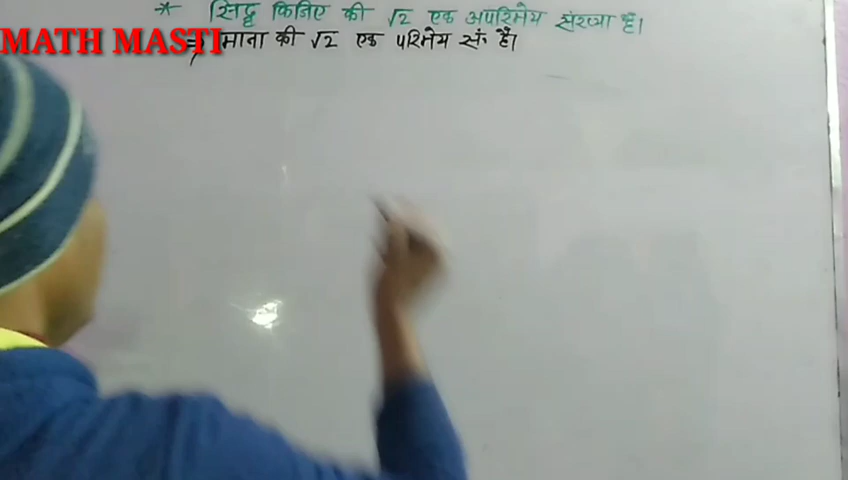 * सिद्ध किजिए की √2 एक अपरिमेय संख्या है।
MATH MASTI
⇒ माना की √2 एक परिमेय सं॰ है।